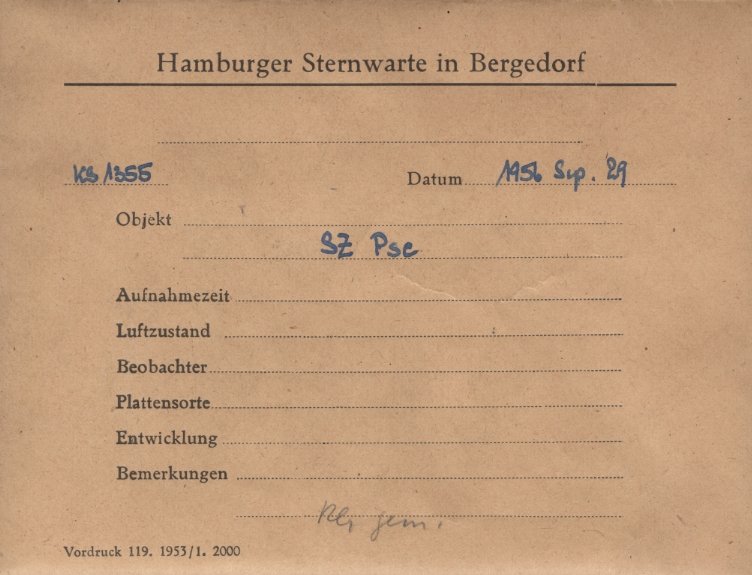 Hamburger Sternwarte in Bergedorf
KS 1355 Datum 1956 Sep. 29
Objekt
SZ Psc
Aufnahmezeit
Luftzustand
Beobachter
Plattensorte
Entwicklung
Bemerkungen
gem.
Vordruck 119. 1953/1. 2000